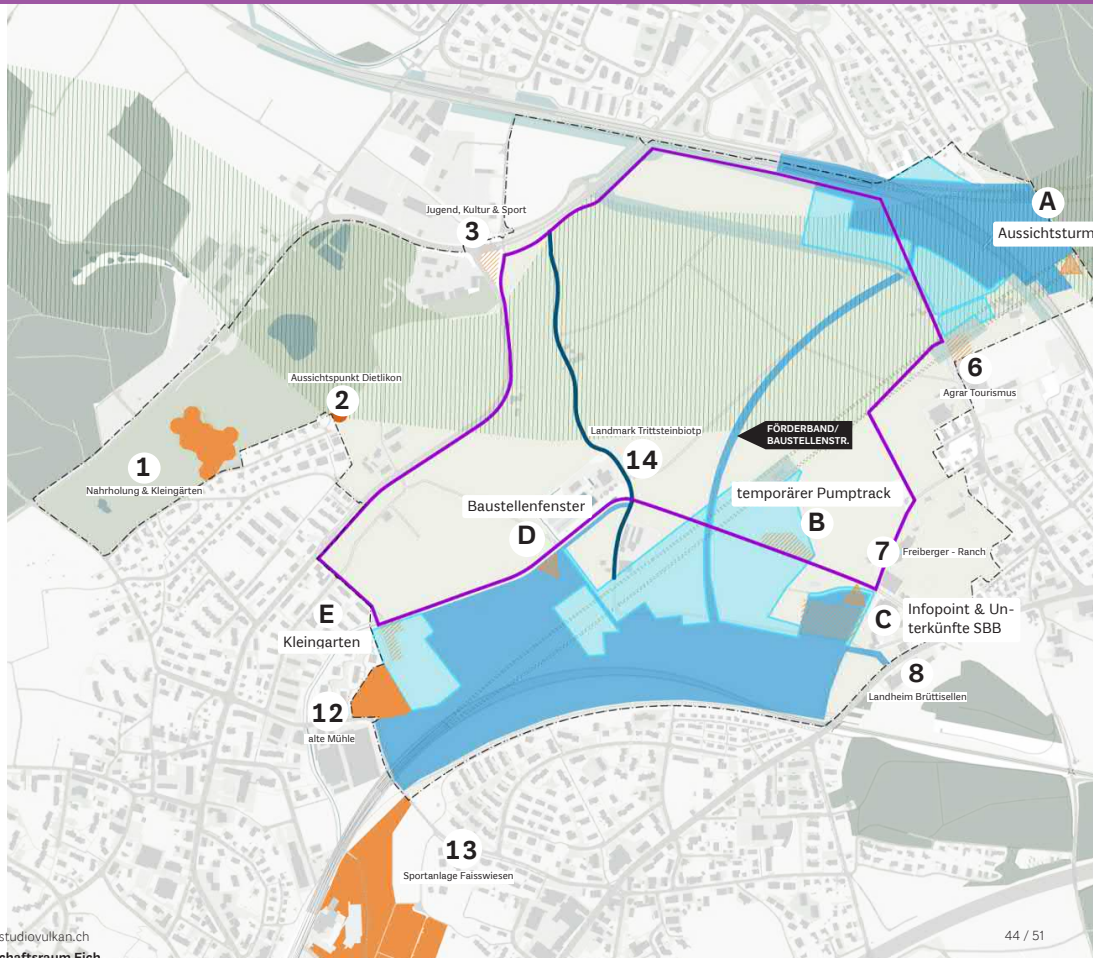 A
Aussichtsturm
Jugend, Kultur & Sport
3
6
Agrar Tourismus
Aussichtspunkt Dietlikon
2
FÖRDERBAND/
BAUSTELLENSTR.
Landmark Trittsteinbiotp
14
1
Nahrholung & Kleingärten
Baustellenfenster
D
temporärer Pumptrack
B
7
Freiberger - Ranch
E
Kleingarten
C
Infopoint & Un-
terkünfte SBB
8
Landheim Brüttisellen
12
alte Mühle
13
Sportanlage Faisswiesen
studiovulkan.ch
chaftsraum Eich
44 / 51